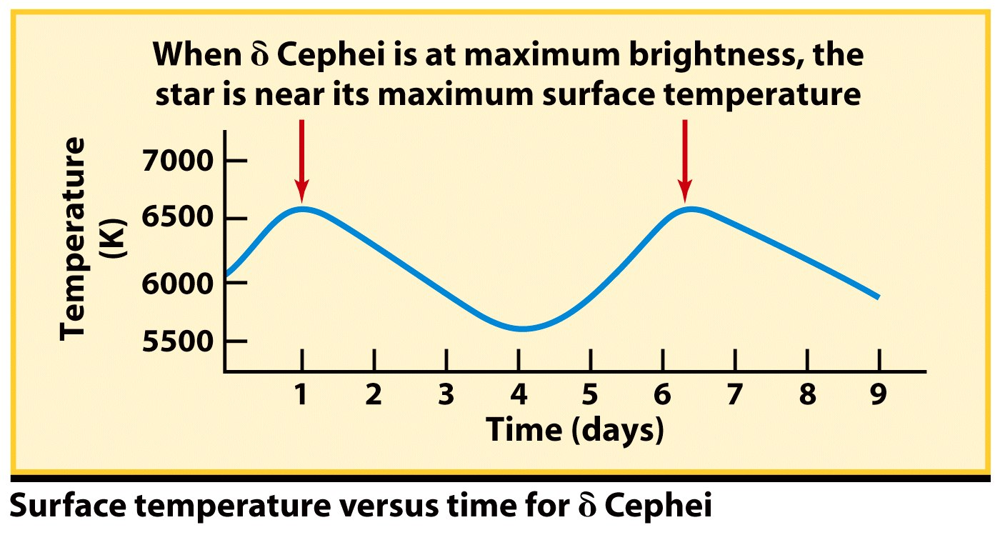 When δ Cephei is at maximum brightness, the
star is near its maximum surface temperature
Temperature
(K)
7000
6500
6000
5500
1 2 3 4 5 6 7 8 9
Time (days)
Surface temperature versus time for δ Cephei